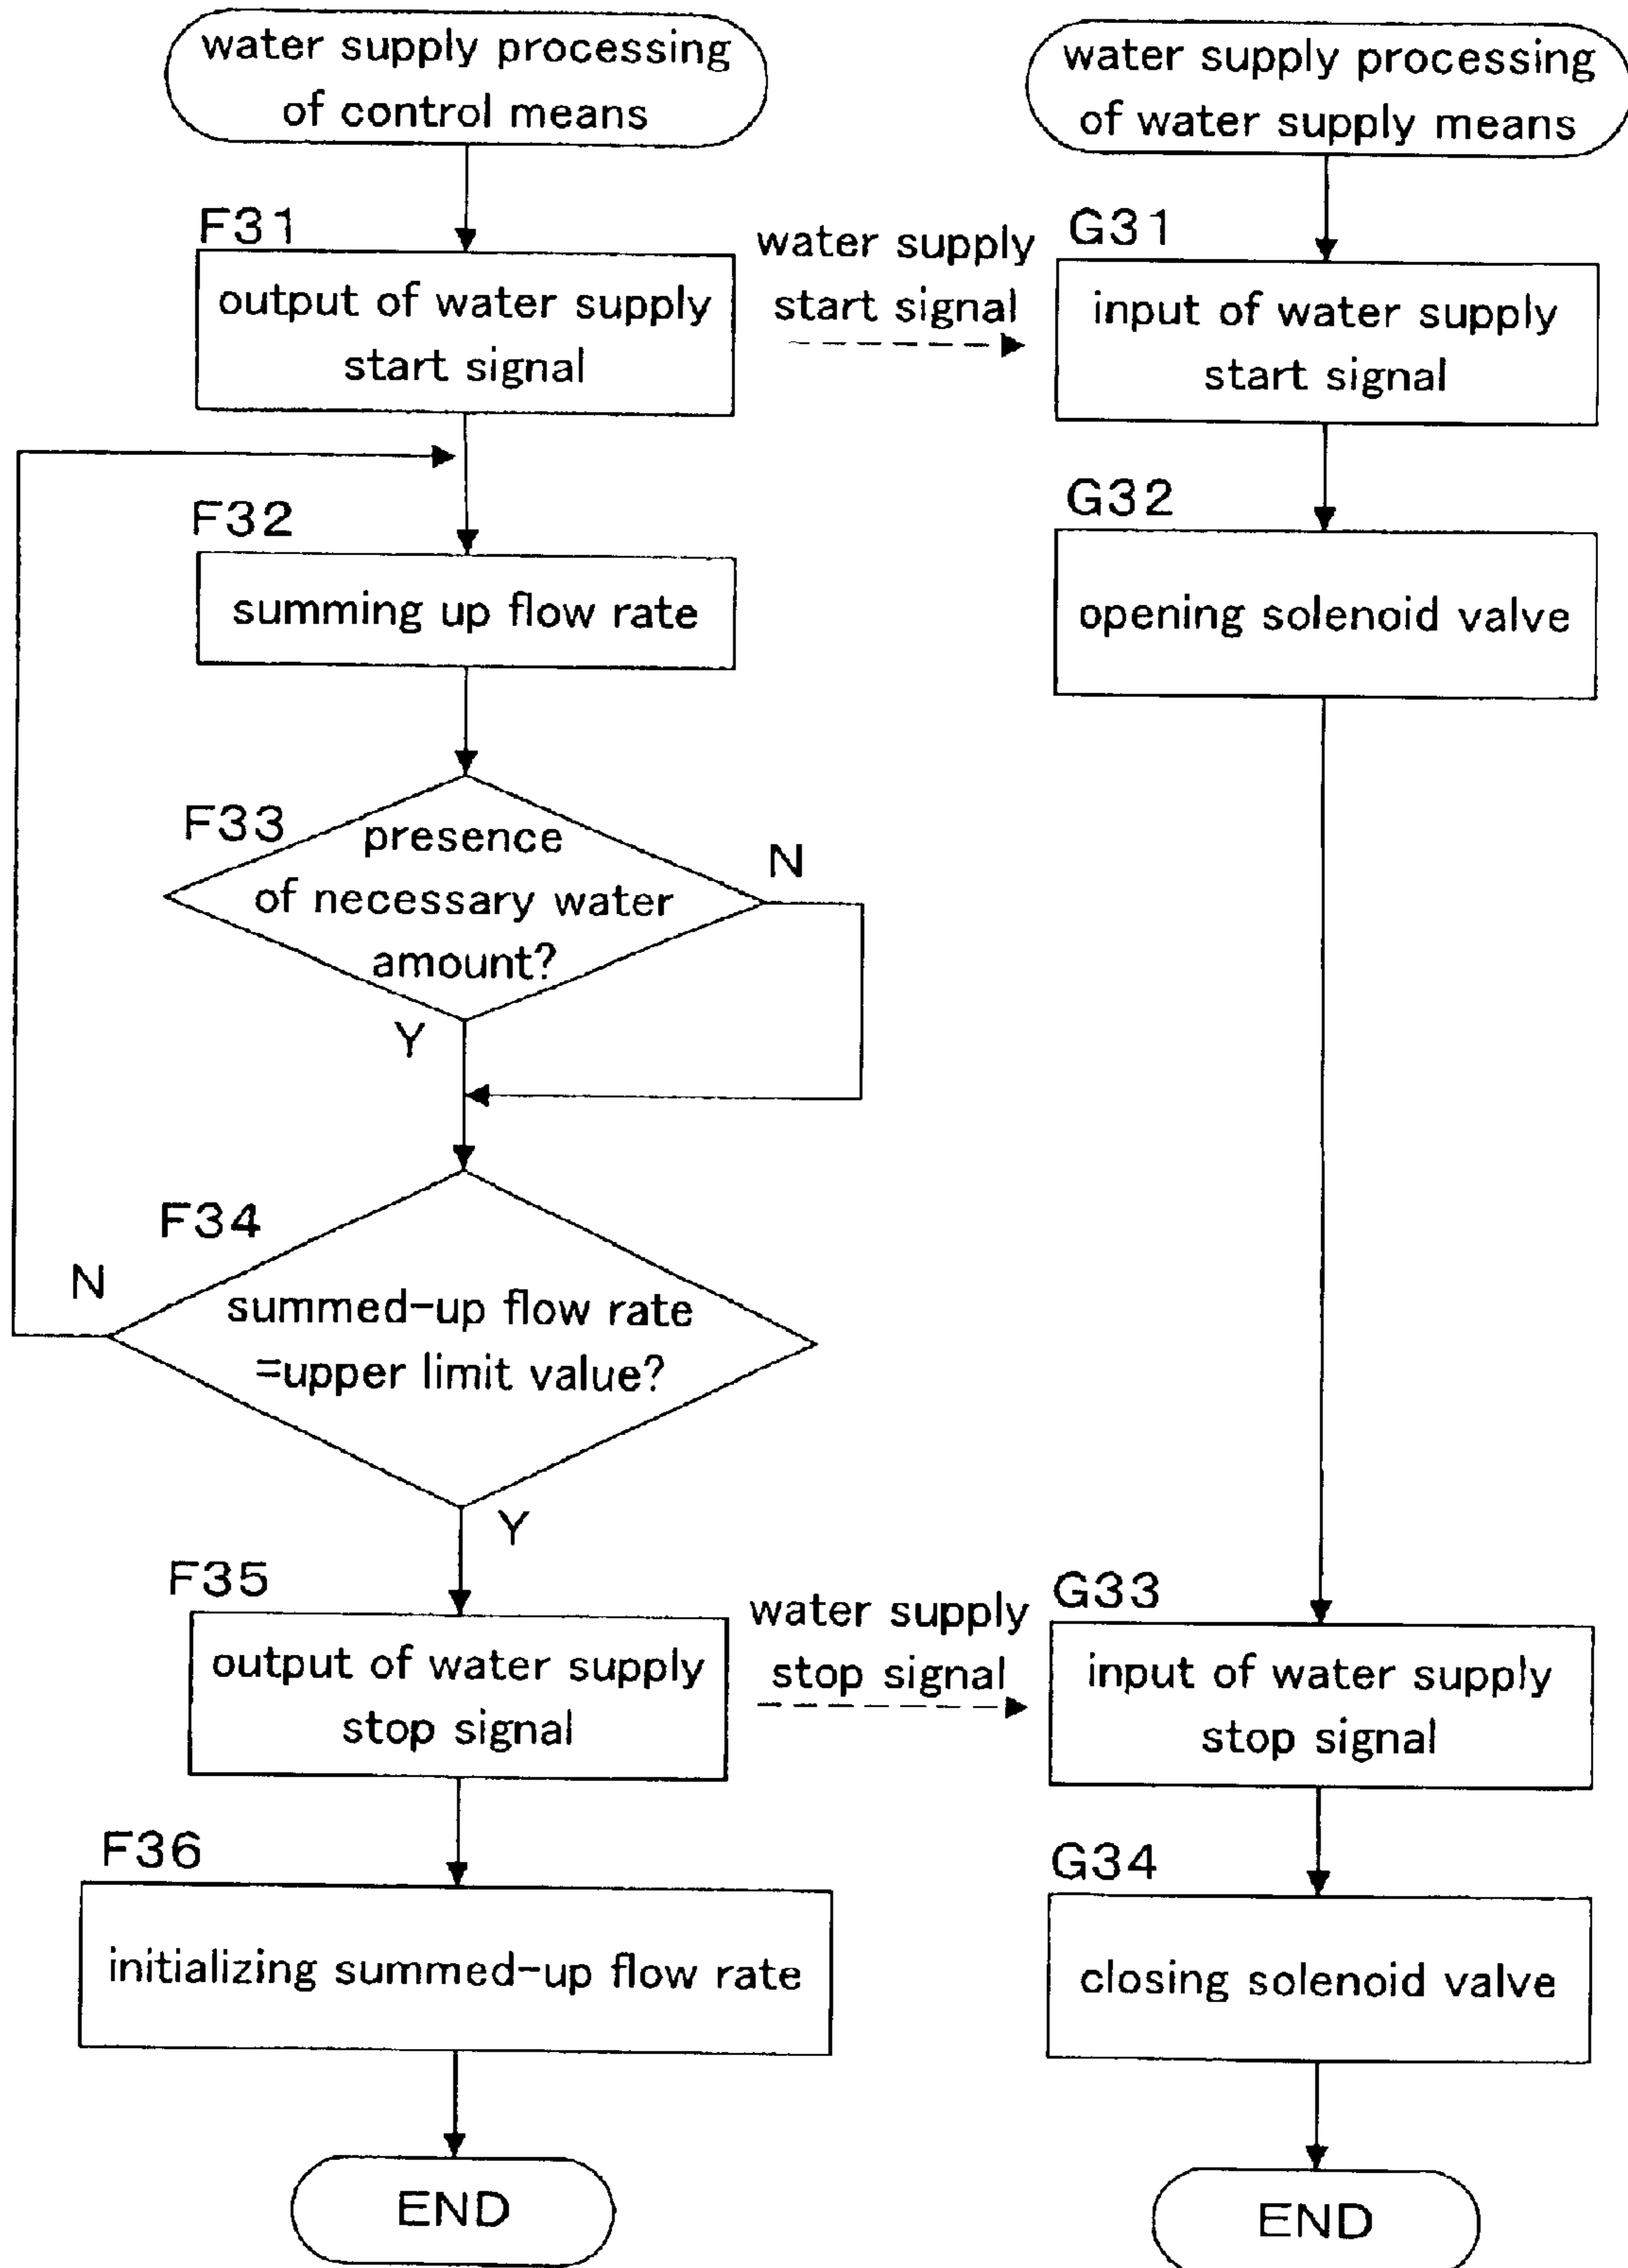 water supply processing
of control means
F31
output of water supply
start signal
F32
summing up flow rate
F33
presence
of necessary water
amount?
N
Y
F34
N
summed-up flow rate
=upper limit value?
Y
F35
output of water supply
stop signal
F36
initializing summed-up flow rate
END
water supply
start signal
water supply
stop signal
water supply processing
of water supply means
G31
input of water supply
start signal
G32
opening solenoid valve
G33
input of water supply
stop signal
G34
closing solenoid valve
END